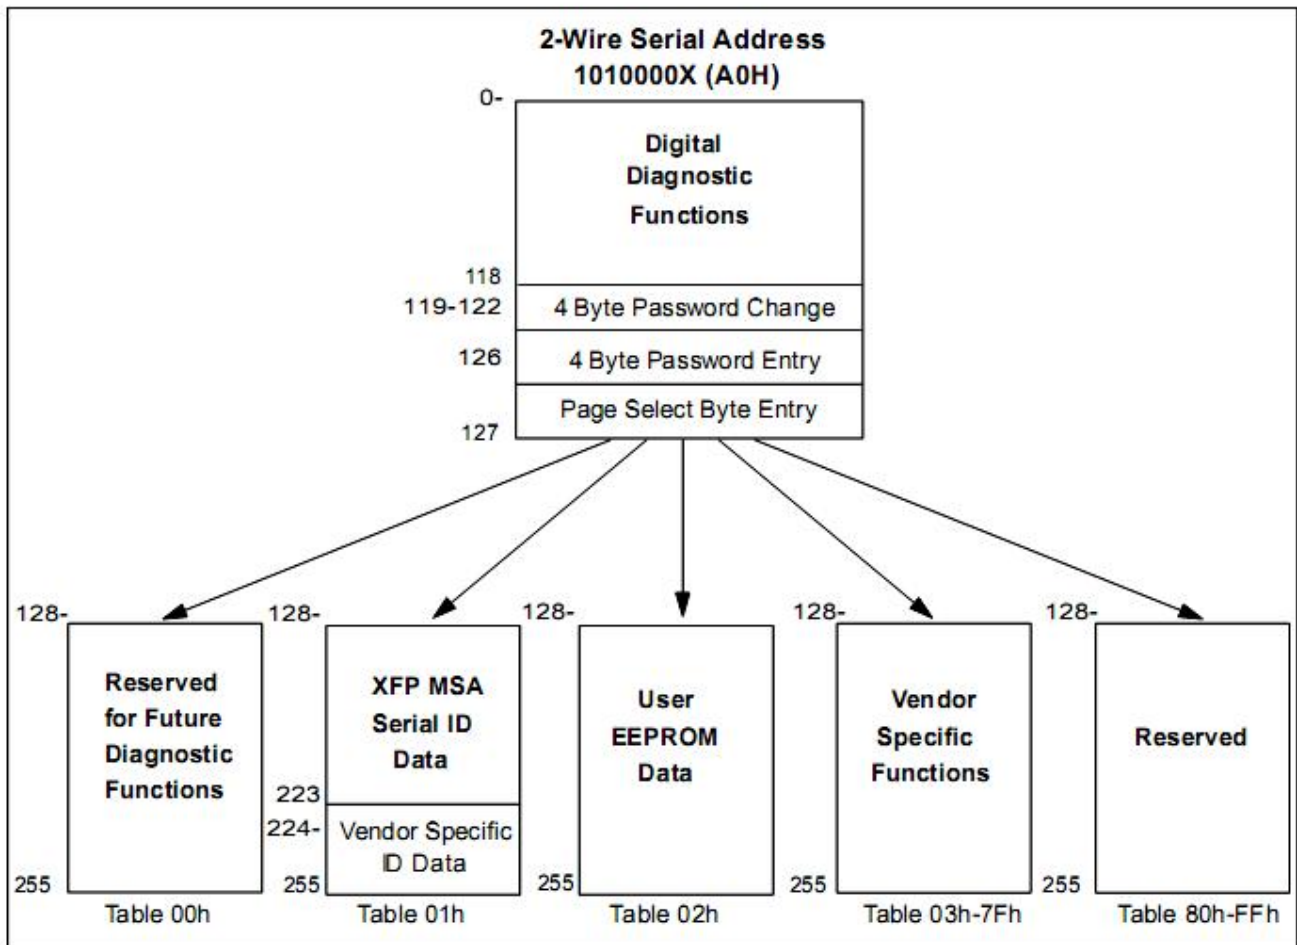 2-Wire Serial Address
1010000X (A0H)
0-
Digital
Diagnostic
Functions
118
119-122
4 Byte Password Change
126
4 Byte Password Entry
Page Select Byte Entry
127
128-
Reserved
for Future
Diagnostic
Functions
255
Table 00h
128-
XFP MSA
Serial ID
Data
223
224-
Vendor Specific
ID Data
255
Table 01h
128-
User
EEPROM
Data
255
Table 02h
128-
Vendor
Specific
Functions
255
Table 03h-7Fh
128-
Reserved
255
Table 80h-FFh